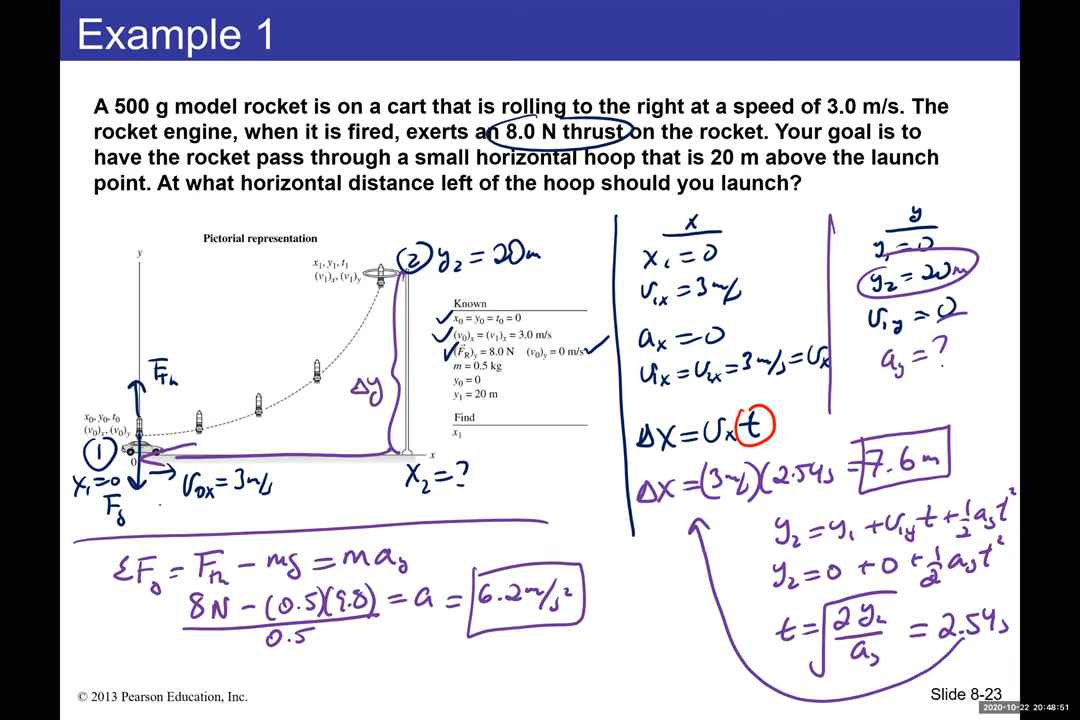 Example 1
A 500 g model rocket is on a cart that is rolling to the right at a speed of 3.0 m/s. The
rocket engine, when it is fired, exerts an 8.0 N thrust on the rocket. Your goal is to
have the rocket pass through a small horizontal hoop that is 20 m above the launch
point. At what horizontal distance left of the hoop should you launch?
Pictorial representation
y
x₁, y₁, t₁
(v₁)ₓ, (v₁)ᵧ
② y₂ = 20m
Fth
Δy
x₀, y₀, t₀
(v₀)ₓ, (v₀)ᵧ
①
0
x
x₁=0
Fg
v₀ₓ = 3m/s
x₂ = ?
Known
x₀ = y₀ = t₀ = 0
(v₀)ₓ = (v₁)ₓ = 3.0 m/s
(F⃗R)ᵧ = 8.0 N (v₀)ᵧ = 0 m/s
m = 0.5 kg
y₀ = 0
y₁ = 20 m
Find
x₁
x
x₁ = 0
v₁ₓ = 3m/s
aₓ = 0
v₁ₓ = v₂ₓ = 3m/s = vₓ
Δx = vₓ t
Δx = (3m/s)(2.54s) = 7.6m
y
y₁ = 0
y₂ = 20m
v₁y = 0
ay = ?
y₂ = y₁ + v₁y t + ½ ay t²
y₂ = 0 + 0 + ½ ay t²
t = √(2y₂/ay) = 2.54s
ΣFy = Fth − mg = may
8N − (0.5)(9.8) / 0.5 = a = 6.2m/s²
© 2013 Pearson Education, Inc.
Slide 8-23
2020-10-22 20:48:51